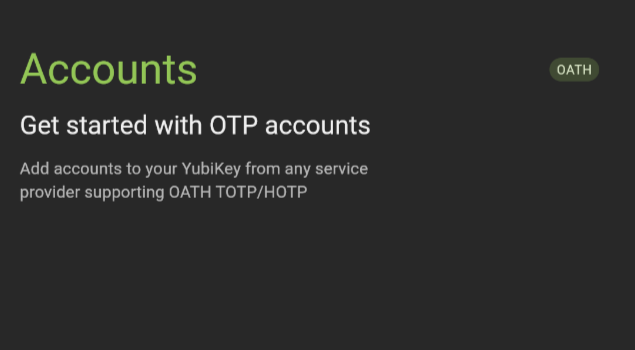 Accounts
OATH
Get started with OTP accounts
Add accounts to your YubiKey from any service
provider supporting OATH TOTP/HOTP